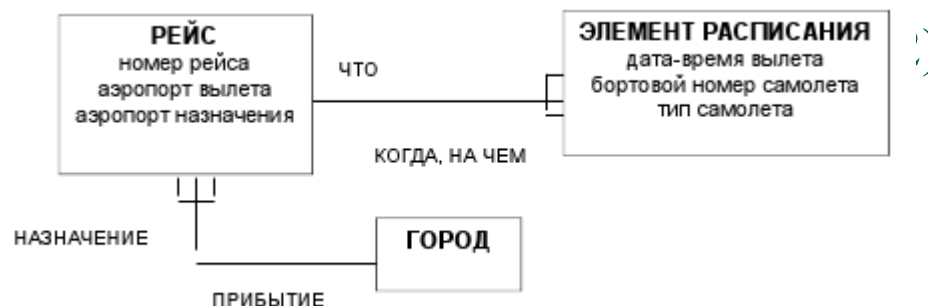 РЕЙС
номер рейса
аэропорт вылета
аэропорт назначения
ЧТО
ЭЛЕМЕНТ РАСПИСАНИЯ
дата-время вылета
бортовой номер самолета
тип самолета
КОГДА, НА ЧЕМ
НАЗНАЧЕНИЕ
ГОРОД
ПРИБЫТИЕ